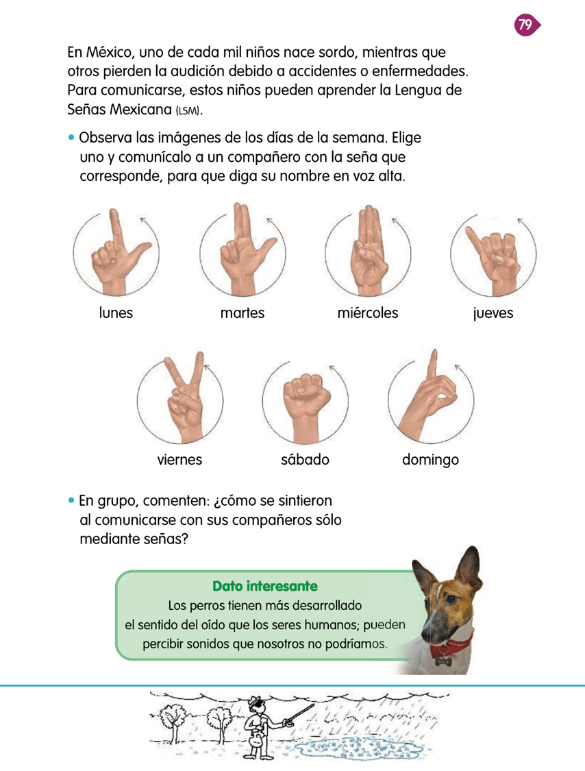 79
En México, uno de cada mil niños nace sordo, mientras que
otros pierden la audición debido a accidentes o enfermedades.
Para comunicarse, estos niños pueden aprender la Lengua de
Señas Mexicana (LSM).
• Observa las imágenes de los días de la semana. Elige
uno y comunícalo a un compañero con la seña que
corresponde, para que diga su nombre en voz alta.
lunes martes miércoles jueves
viernes sábado domingo
• En grupo, comenten: ¿cómo se sintieron
al comunicarse con sus compañeros sólo
mediante señas?
Dato interesante
Los perros tienen más desarrollado
el sentido del oído que los seres humanos; pueden
percibir sonidos que nosotros no podríamos.